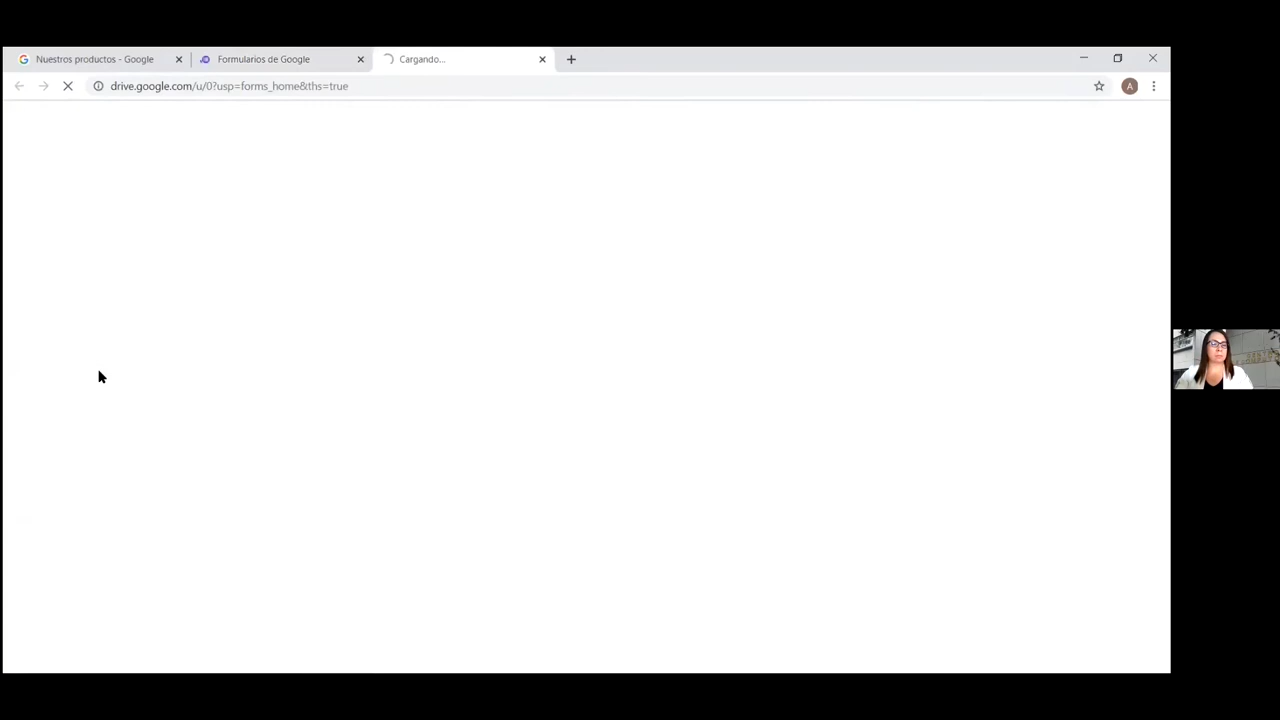 Nuestros productos - Google
Formularios de Google
Cargando...
drive.google.com/u/0?usp=forms_home&ths=true
A